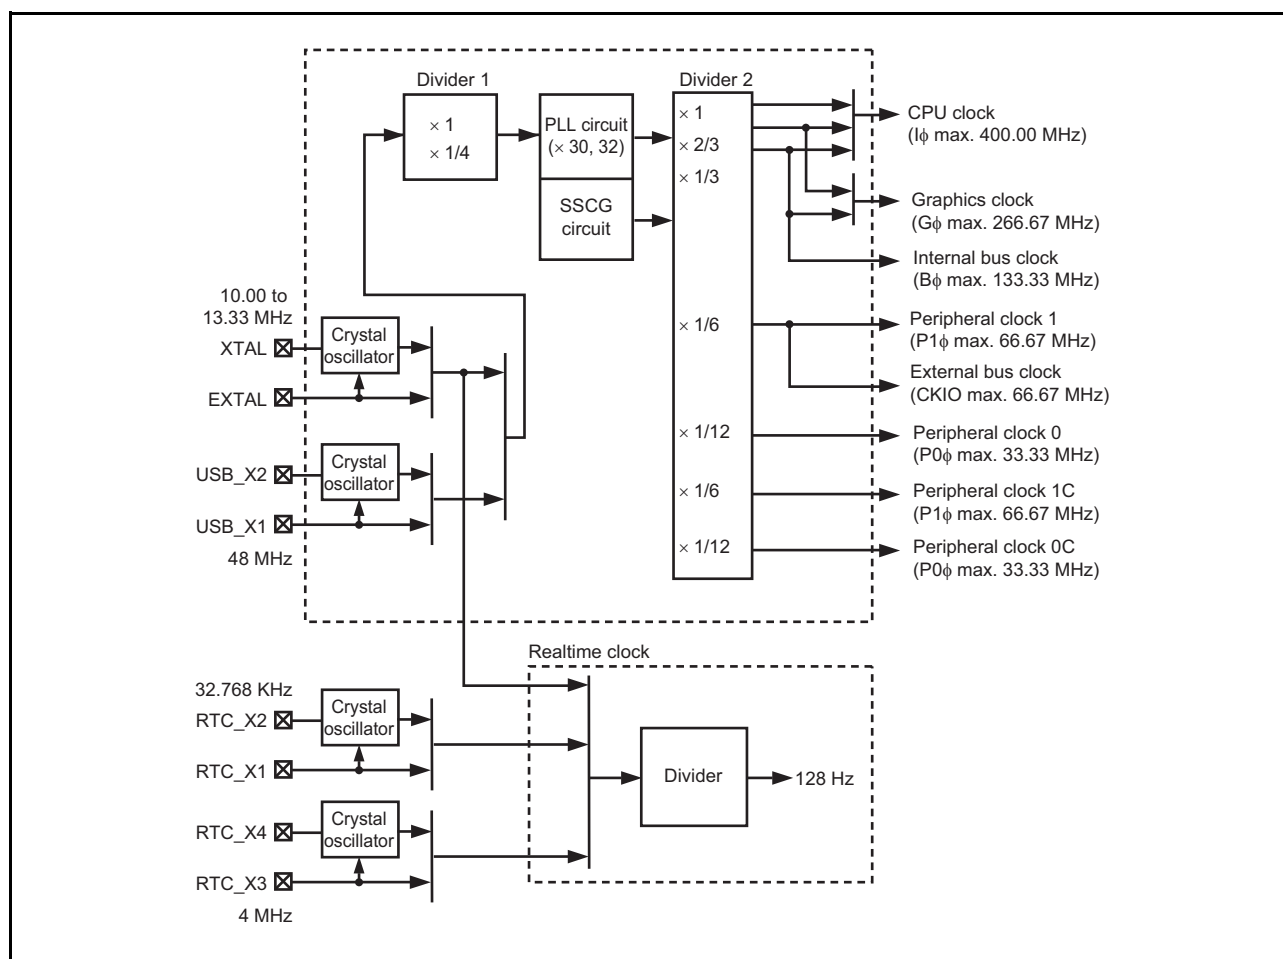 Divider 1
× 1
× 1/4
PLL circuit
(× 30, 32)
SSCG
circuit
Divider 2
× 1
× 2/3
× 1/3
× 1/6
× 1/12
× 1/6
× 1/12
CPU clock
(Iϕ max. 400.00 MHz)
Graphics clock
(Gϕ max. 266.67 MHz)
Internal bus clock
(Bϕ max. 133.33 MHz)
Peripheral clock 1
(P1ϕ max. 66.67 MHz)
External bus clock
(CKIO max. 66.67 MHz)
Peripheral clock 0
(P0ϕ max. 33.33 MHz)
Peripheral clock 1C
(P1ϕ max. 66.67 MHz)
Peripheral clock 0C
(P0ϕ max. 33.33 MHz)
10.00 to
13.33 MHz
XTAL
Crystal
oscillator
EXTAL
USB_X2
Crystal
oscillator
USB_X1
48 MHz
Realtime clock
32.768 KHz
RTC_X2
Crystal
oscillator
RTC_X1
RTC_X4
Crystal
oscillator
RTC_X3
4 MHz
Divider
128 Hz